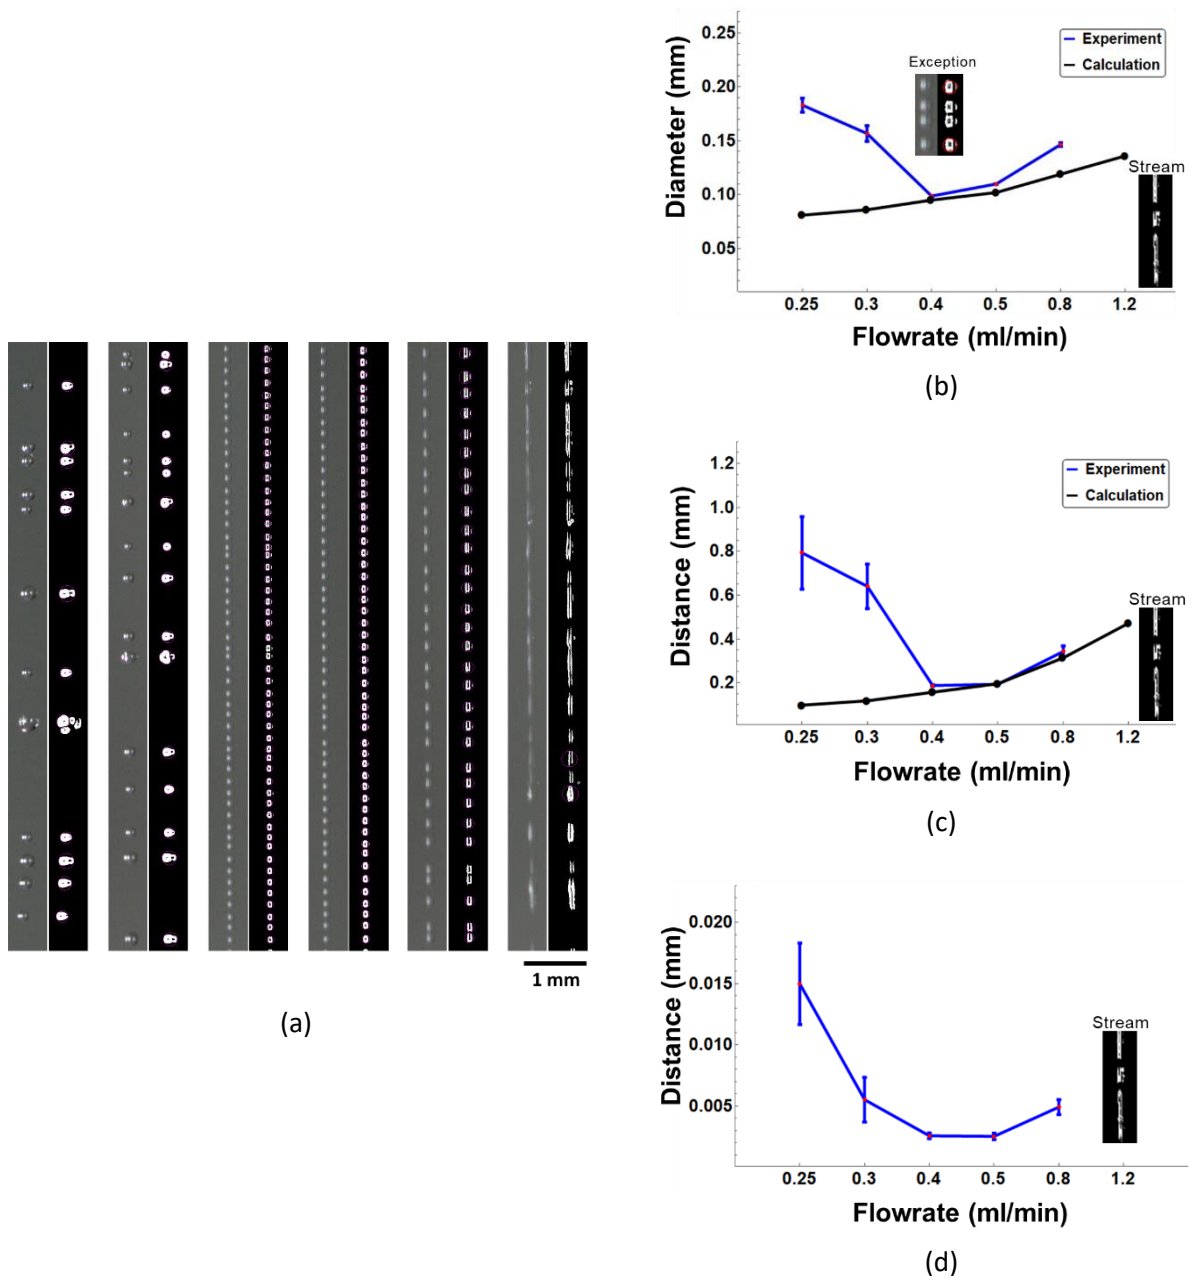 1 mm
(a)
Diameter (mm)
0.25
0.20
0.15
0.10
0.05
Exception
Experiment
Calculation
Stream
0.25 0.3 0.4 0.5 0.8 1.2
Flowrate (ml/min)
(b)
Distance (mm)
1.2
1.0
0.8
0.6
0.4
0.2
Experiment
Calculation
Stream
0.25 0.3 0.4 0.5 0.8 1.2
Flowrate (ml/min)
(c)
Distance (mm)
0.020
0.015
0.010
0.005
Stream
0.25 0.3 0.4 0.5 0.8 1.2
Flowrate (ml/min)
(d)